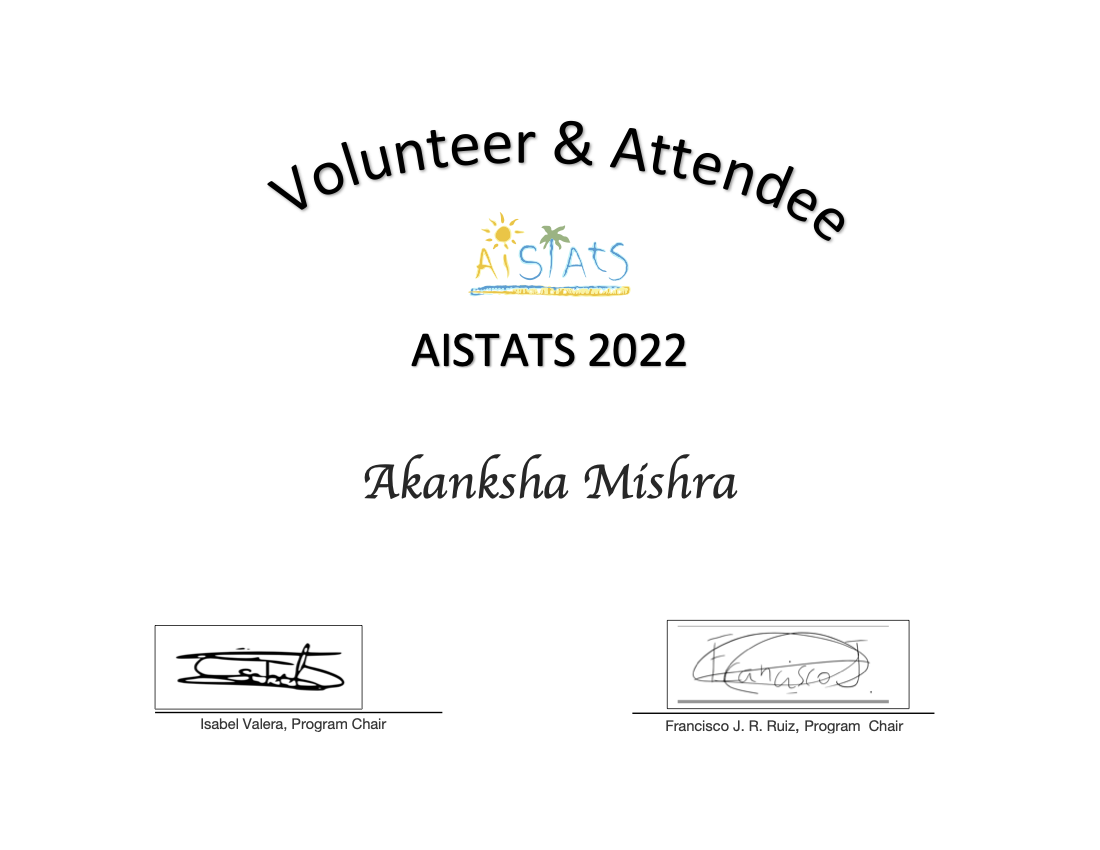 Volunteer & Attendee
AiStAtS
AISTATS 2022
Akanksha Mishra
Isabel
Francisco J.
Isabel Valera, Program Chair
Francisco J. R. Ruiz, Program Chair